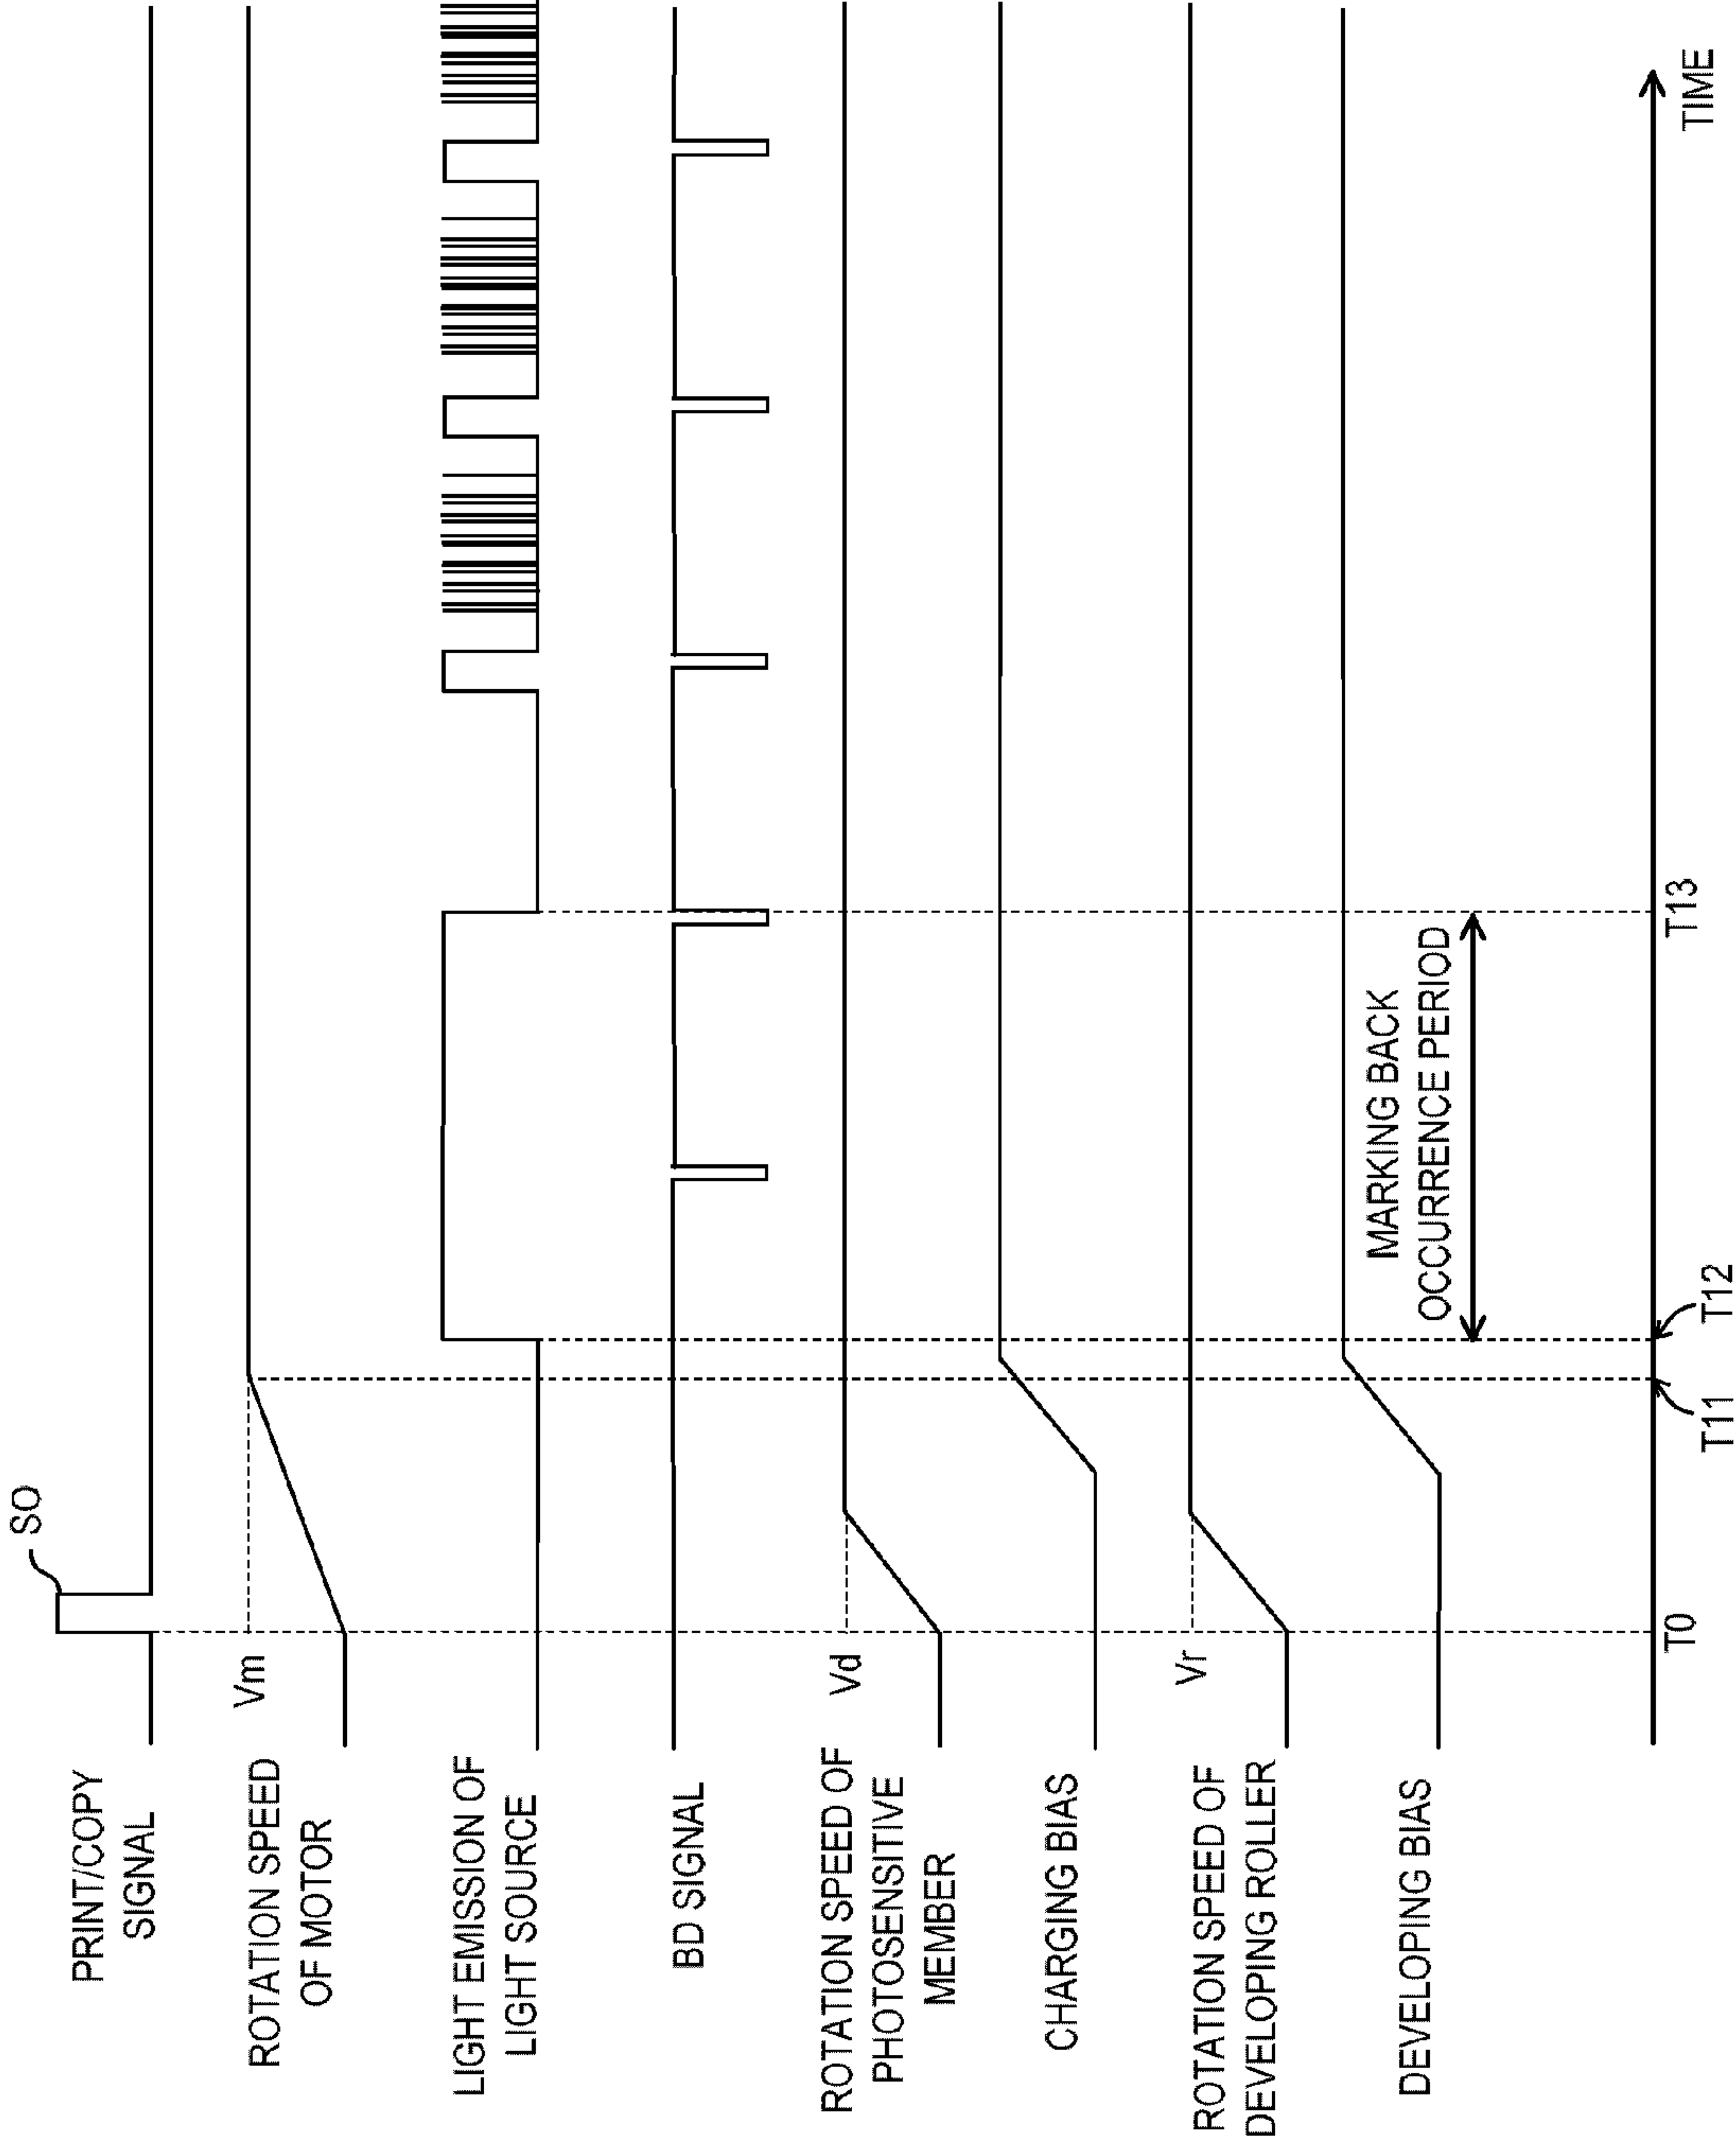 SO
PRINT/COPY
SIGNAL
Vm
ROTATION SPEED
OF MOTOR
LIGHT EMISSION OF
LIGHT SOURCE
BD SIGNAL
Vd
ROTATION SPEED OF
PHOTOSENSITIVE
MEMBER
CHARGING BIAS
Vr
ROTATION SPEED OF
DEVELOPING ROLLER
DEVELOPING BIAS
MARKING BACK
OCCURRENCE PERIOD
T0
T11
T12
T13
TIME